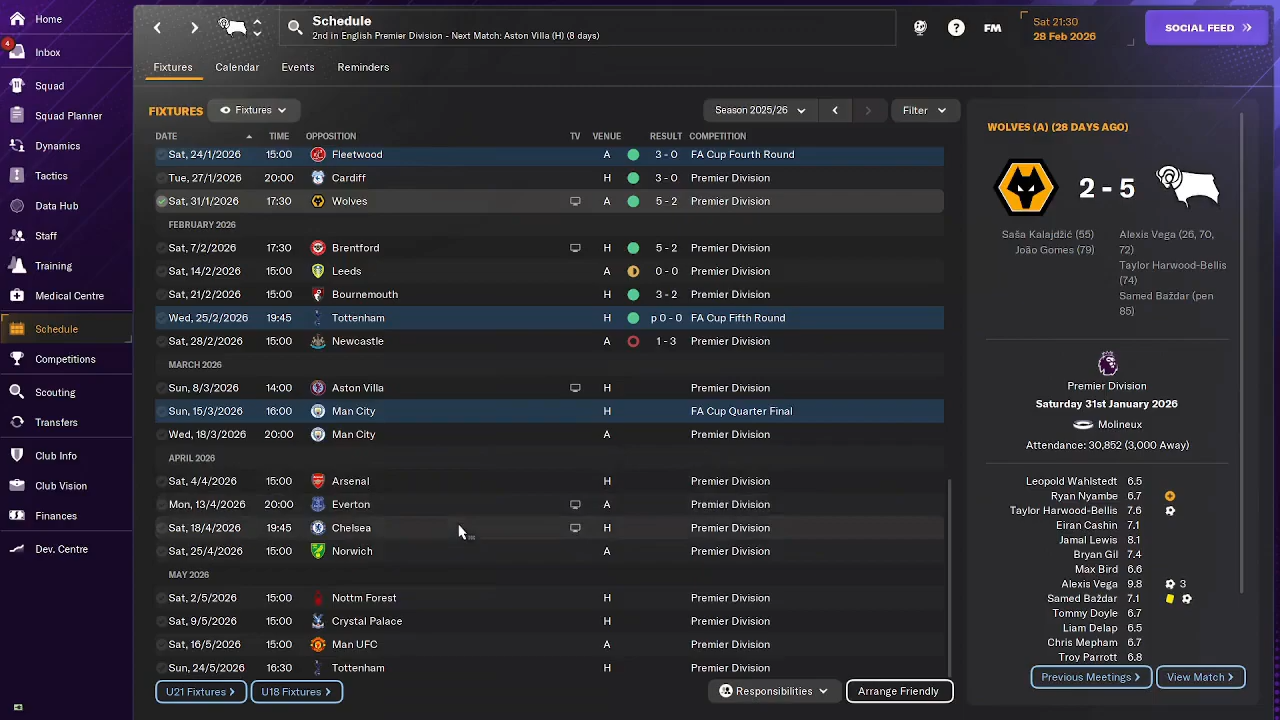 Home
4
Inbox
Squad
Squad Planner
Dynamics
Tactics
Data Hub
Staff
Training
Medical Centre
Schedule
Competitions
Scouting
Transfers
Club Info
Club Vision
Finances
Dev. Centre
Schedule
2nd in English Premier Division - Next Match: Aston Villa (H) (8 days)
? FM
Sat 21:30
28 Feb 2026
SOCIAL FEED
Fixtures Calendar Events Reminders
FIXTURES Fixtures Season 2025/26 Filter
DATE TIME OPPOSITION TV VENUE RESULT COMPETITION
Sat, 24/1/2026 15:00 Fleetwood A 3 - 0 FA Cup Fourth Round
Tue, 27/1/2026 20:00 Cardiff H 3 - 0 Premier Division
Sat, 31/1/2026 17:30 Wolves A 5 - 2 Premier Division
FEBRUARY 2026
Sat, 7/2/2026 17:30 Brentford H 5 - 2 Premier Division
Sat, 14/2/2026 15:00 Leeds A 0 - 0 Premier Division
Sat, 21/2/2026 15:00 Bournemouth H 3 - 2 Premier Division
Wed, 25/2/2026 19:45 Tottenham H p 0 - 0 FA Cup Fifth Round
Sat, 28/2/2026 15:00 Newcastle A 1 - 3 Premier Division
MARCH 2026
Sun, 8/3/2026 14:00 Aston Villa H Premier Division
Sun, 15/3/2026 16:00 Man City H FA Cup Quarter Final
Wed, 18/3/2026 20:00 Man City A Premier Division
APRIL 2026
Sat, 4/4/2026 15:00 Arsenal H Premier Division
Mon, 13/4/2026 20:00 Everton A Premier Division
Sat, 18/4/2026 19:45 Chelsea H Premier Division
Sat, 25/4/2026 15:00 Norwich A Premier Division
MAY 2026
Sat, 2/5/2026 15:00 Nottm Forest H Premier Division
Sat, 9/5/2026 15:00 Crystal Palace H Premier Division
Sat, 16/5/2026 15:00 Man UFC A Premier Division
Sun, 24/5/2026 16:30 Tottenham H Premier Division
U21 Fixtures > U18 Fixtures > Responsibilities Arrange Friendly
WOLVES (A) (28 DAYS AGO)
2 - 5
Saša Kalajdžić (55)
João Gomes (79)
Alexis Vega (26, 70,
72)
Taylor Harwood-Bellis
(74)
Samed Baždar (pen
85)
Premier Division
Saturday 31st January 2026
Molineux
Attendance: 30,852 (3,000 Away)
Leopold Wahlstedt 6.5
Ryan Nyambe 6.7
Taylor Harwood-Bellis 7.6
Eiran Cashin 7.1
Jamal Lewis 8.1
Bryan Gil 7.4
Max Bird 6.6
Alexis Vega 9.8 3
Samed Baždar 7.1
Tommy Doyle 6.7
Liam Delap 6.5
Chris Mepham 6.7
Troy Parrott 6.8
Previous Meetings > View Match >